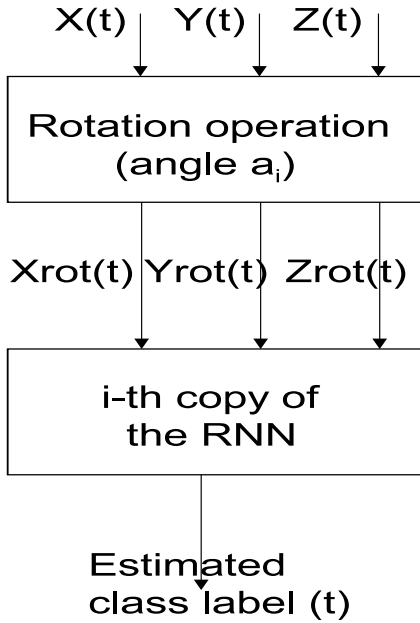 X(t) Y(t) Z(t)
Rotation operation
(angle aᵢ)
Xrot(t) Yrot(t) Zrot(t)
i-th copy of
the RNN
Estimated
class label (t)